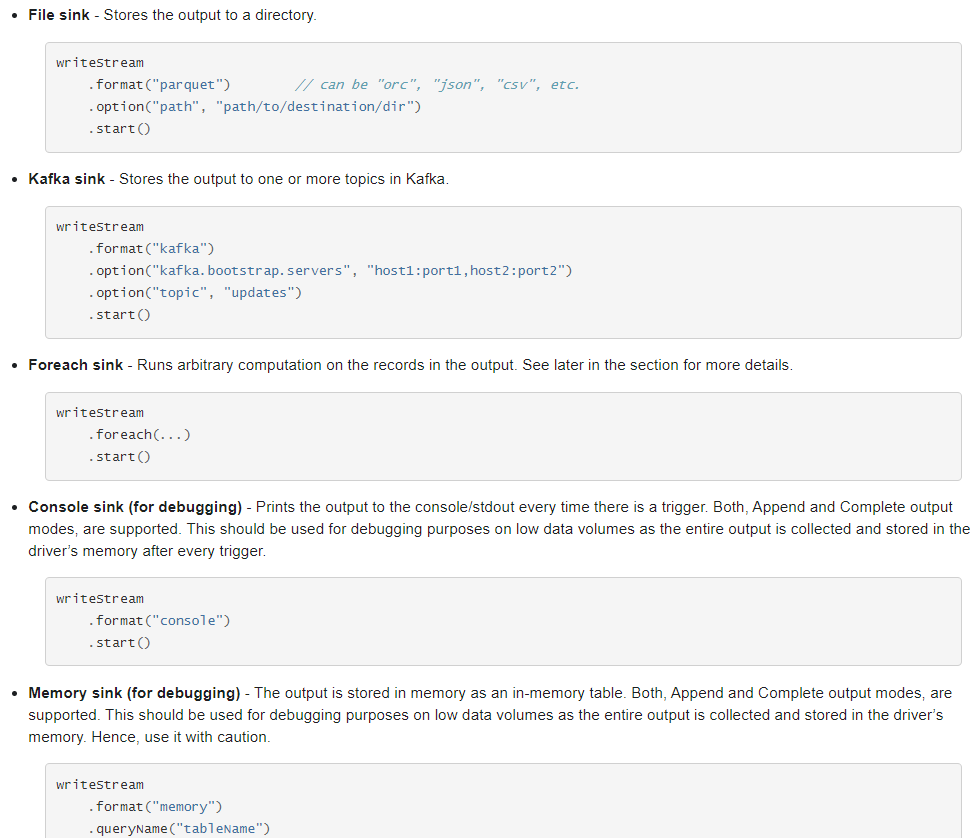 • File sink - Stores the output to a directory.
writeStream
    .format("parquet")        // can be "orc", "json", "csv", etc.
    .option("path", "path/to/destination/dir")
    .start()
• Kafka sink - Stores the output to one or more topics in Kafka.
writeStream
    .format("kafka")
    .option("kafka.bootstrap.servers", "host1:port1,host2:port2")
    .option("topic", "updates")
    .start()
• Foreach sink - Runs arbitrary computation on the records in the output. See later in the section for more details.
writeStream
    .foreach(...)
    .start()
• Console sink (for debugging) - Prints the output to the console/stdout every time there is a trigger. Both, Append and Complete output
modes, are supported. This should be used for debugging purposes on low data volumes as the entire output is collected and stored in the
driver’s memory after every trigger.
writeStream
    .format("console")
    .start()
• Memory sink (for debugging) - The output is stored in memory as an in-memory table. Both, Append and Complete output modes, are
supported. This should be used for debugging purposes on low data volumes as the entire output is collected and stored in the driver’s
memory. Hence, use it with caution.
writeStream
    .format("memory")
    .queryName("tableName")